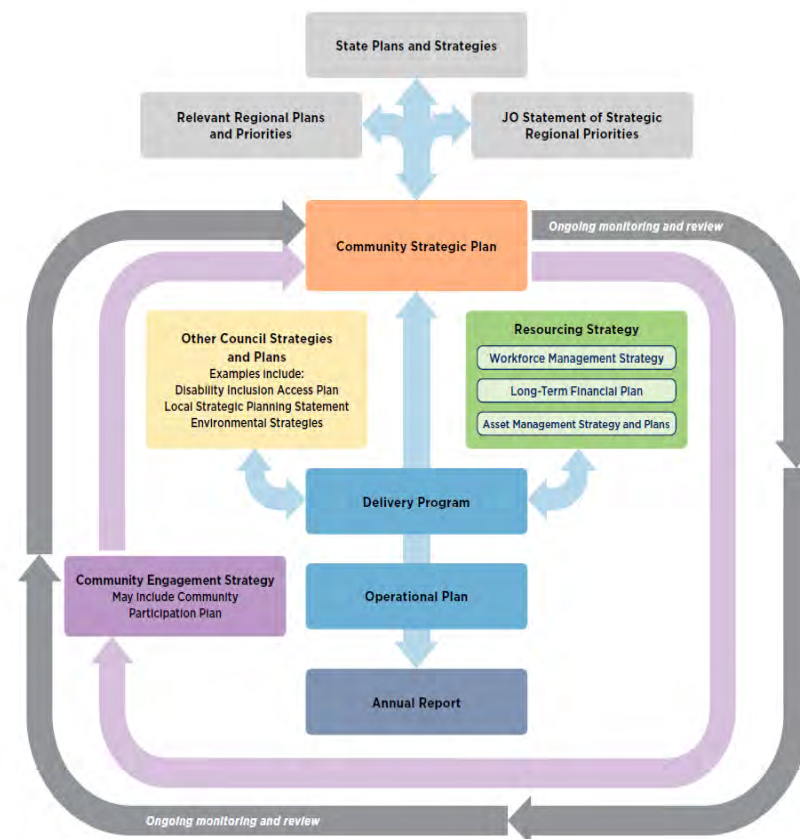 State Plans and Strategies
Relevant Regional Plans
and Priorities
JO Statement of Strategic
Regional Priorities
Community Strategic Plan
Ongoing monitoring and review
Other Council Strategies
and Plans
Examples include:
Disability Inclusion Access Plan
Local Strategic Planning Statement
Environmental Strategies
Resourcing Strategy
Workforce Management Strategy
Long-Term Financial Plan
Asset Management Strategy and Plans
Delivery Program
Community Engagement Strategy
May Include Community
Participation Plan
Operational Plan
Annual Report
Ongoing monitoring and review